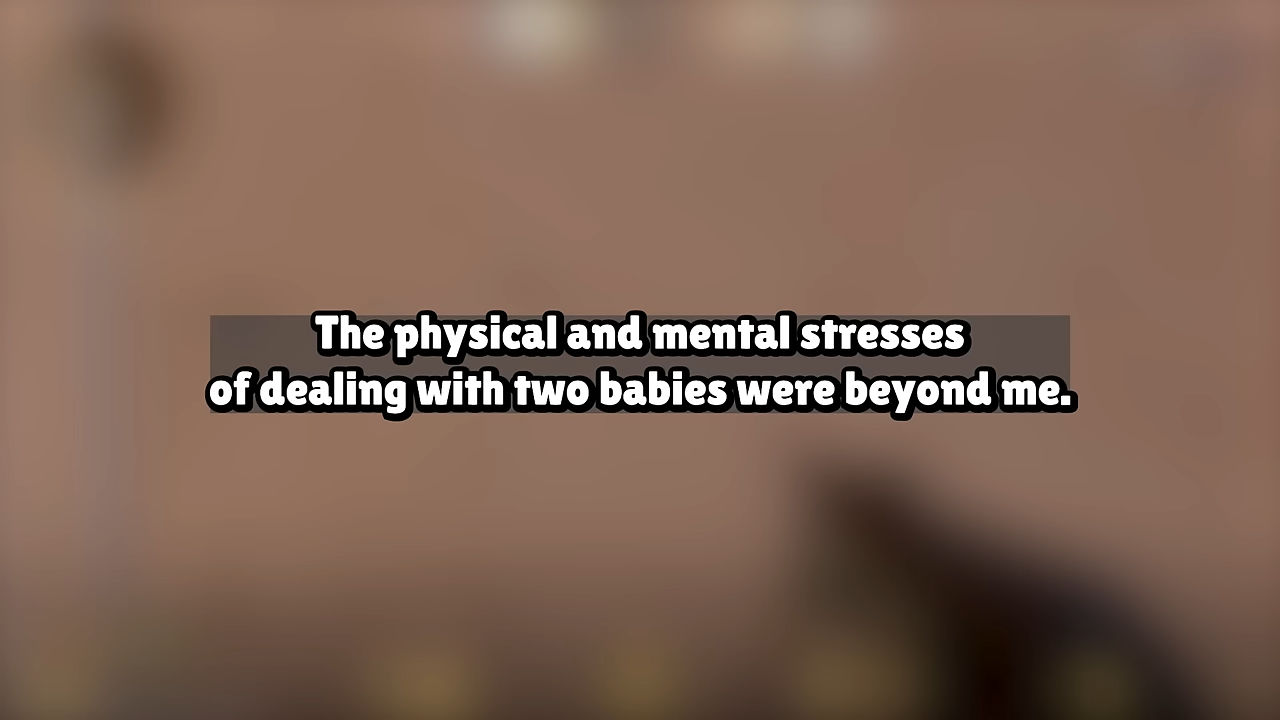 The physical and mental stresses
of dealing with two babies were beyond me.